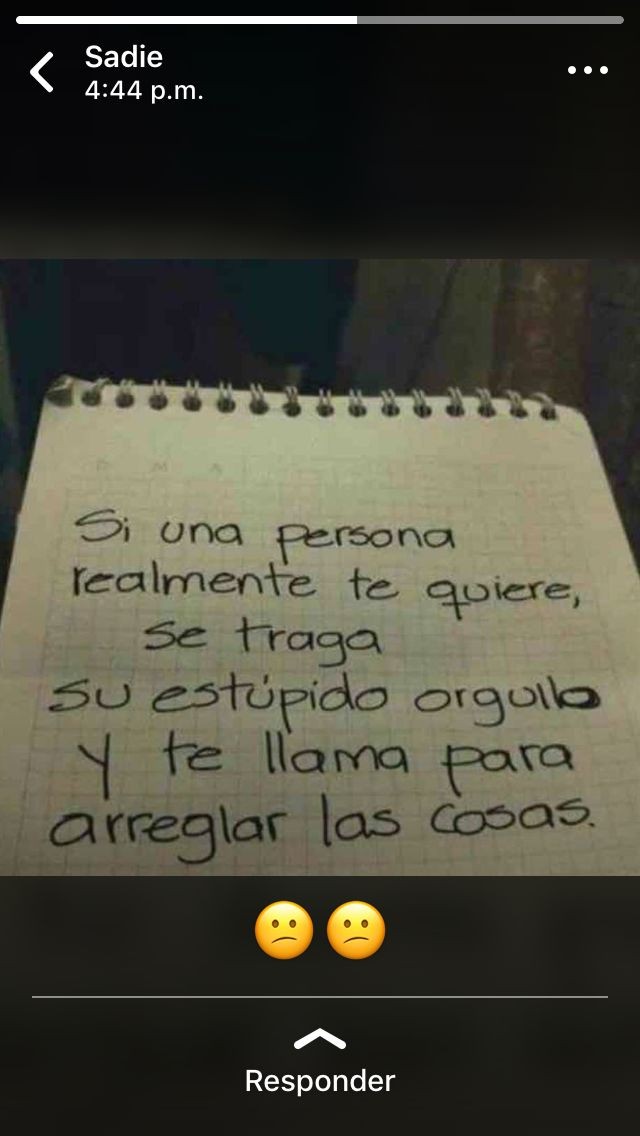 Sadie
4:44 p.m.
D M A
Si una persona
realmente te quiere,
se traga
su estúpido orgullo
y te llama para
arreglar las cosas.
😕 😕
Responder